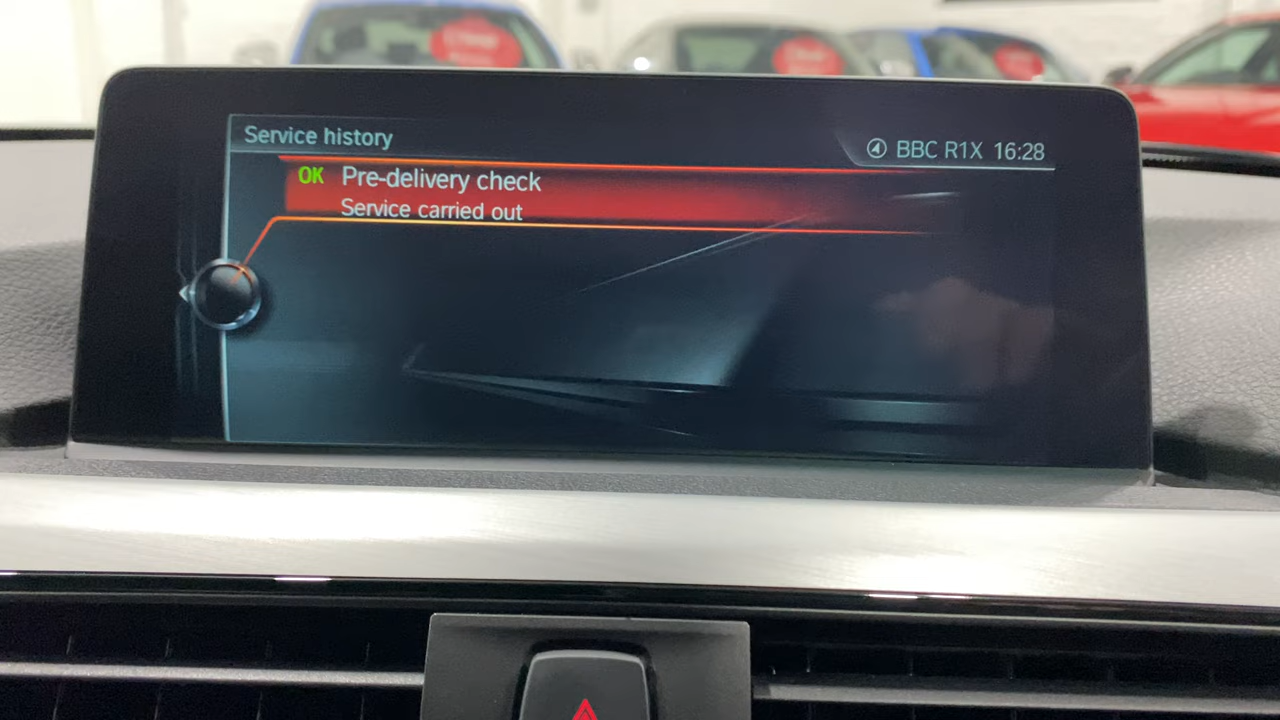 Service history
BBC R1X 16:28
OK Pre-delivery check
Service carried out